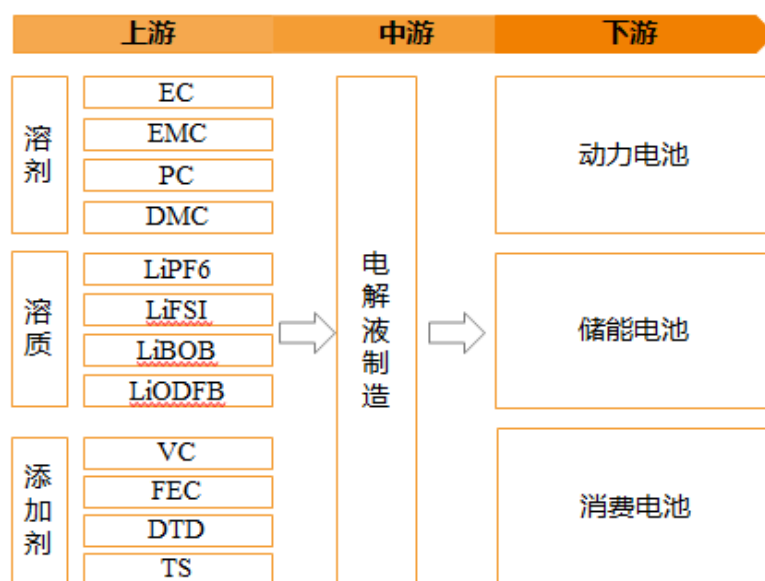 上游
中游
下游
溶剂
EC
EMC
PC
DMC
溶质
LiPF6
LiFSI
LiBOB
LiODFB
添加剂
VC
FEC
DTD
TS
电解液制造
动力电池
储能电池
消费电池